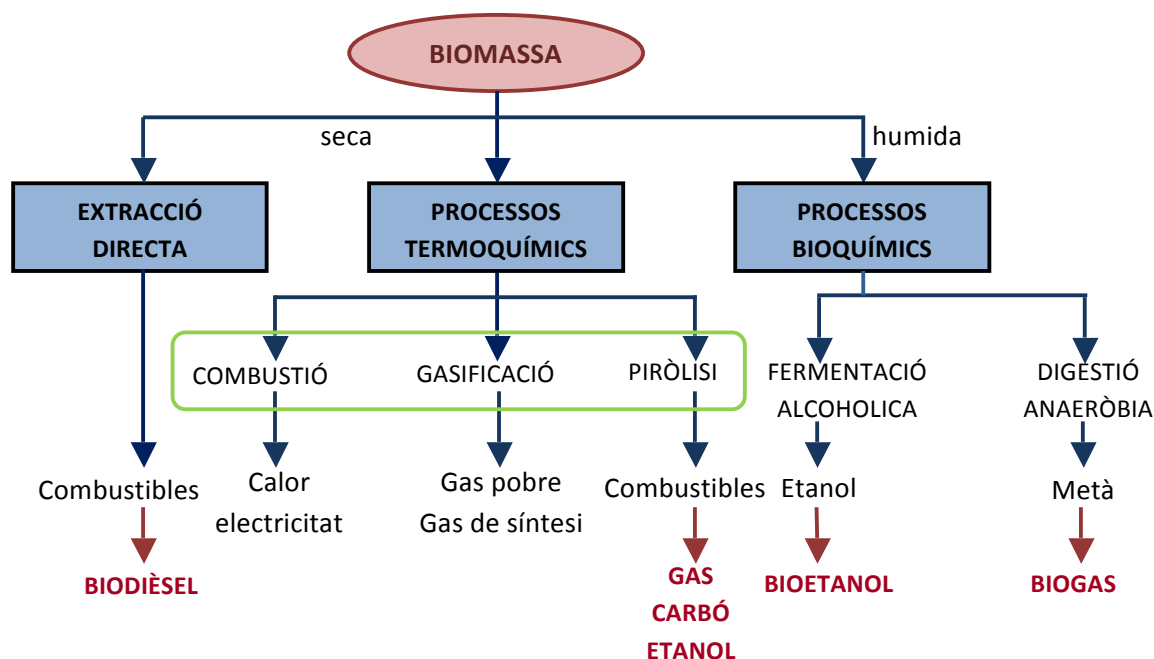 BIOMASSA
seca
humida
EXTRACCIÓ
DIRECTA
PROCESSOS
TERMOQUÍMICS
PROCESSOS
BIOQUÍMICS
COMBUSTIÓ
GASIFICACIÓ
PIRÒLISI
FERMENTACIÓ
ALCOHOLICA
DIGESTIÓ
ANAERÒBIA
Combustibles
Calor
electricitat
Gas pobre
Gas de síntesi
Combustibles
Etanol
Metà
BIODIÈSEL
GAS
CARBÓ
ETANOL
BIOETANOL
BIOGAS